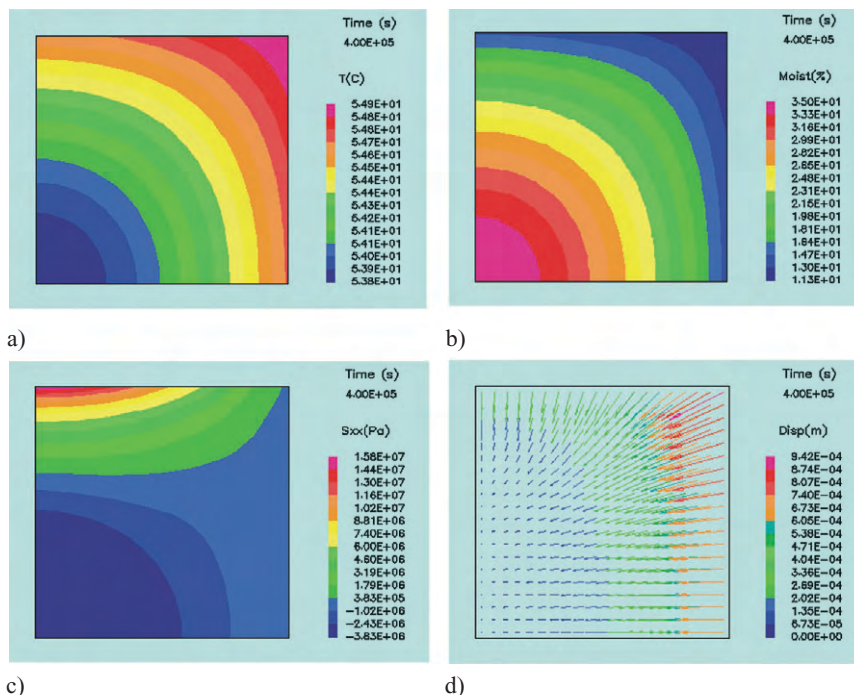 Time (s)
4.00E+05
T(C)
5.49E+01
5.48E+01
5.48E+01
5.47E+01
5.46E+01
5.45E+01
5.44E+01
5.44E+01
5.43E+01
5.42E+01
5.41E+01
5.41E+01
5.40E+01
5.39E+01
5.38E+01
a)
Time (s)
4.00E+05
Moist(%)
3.50E+01
3.33E+01
3.16E+01
2.99E+01
2.82E+01
2.65E+01
2.48E+01
2.31E+01
2.15E+01
1.98E+01
1.81E+01
1.64E+01
1.47E+01
1.30E+01
1.13E+01
b)
Time (s)
4.00E+05
Sxx(Pa)
1.58E+07
1.44E+07
1.30E+07
1.16E+07
1.02E+07
8.81E+06
7.40E+06
6.00E+06
4.60E+06
3.19E+06
1.79E+06
3.83E+05
-1.02E+06
-2.43E+06
-3.83E+06
c)
Time (s)
4.00E+05
Disp(m)
9.42E-04
8.74E-04
8.07E-04
7.40E-04
6.73E-04
6.05E-04
5.38E-04
4.71E-04
4.04E-04
3.36E-04
2.69E-04
2.02E-04
1.35E-04
6.73E-05
0.00E+00
d)